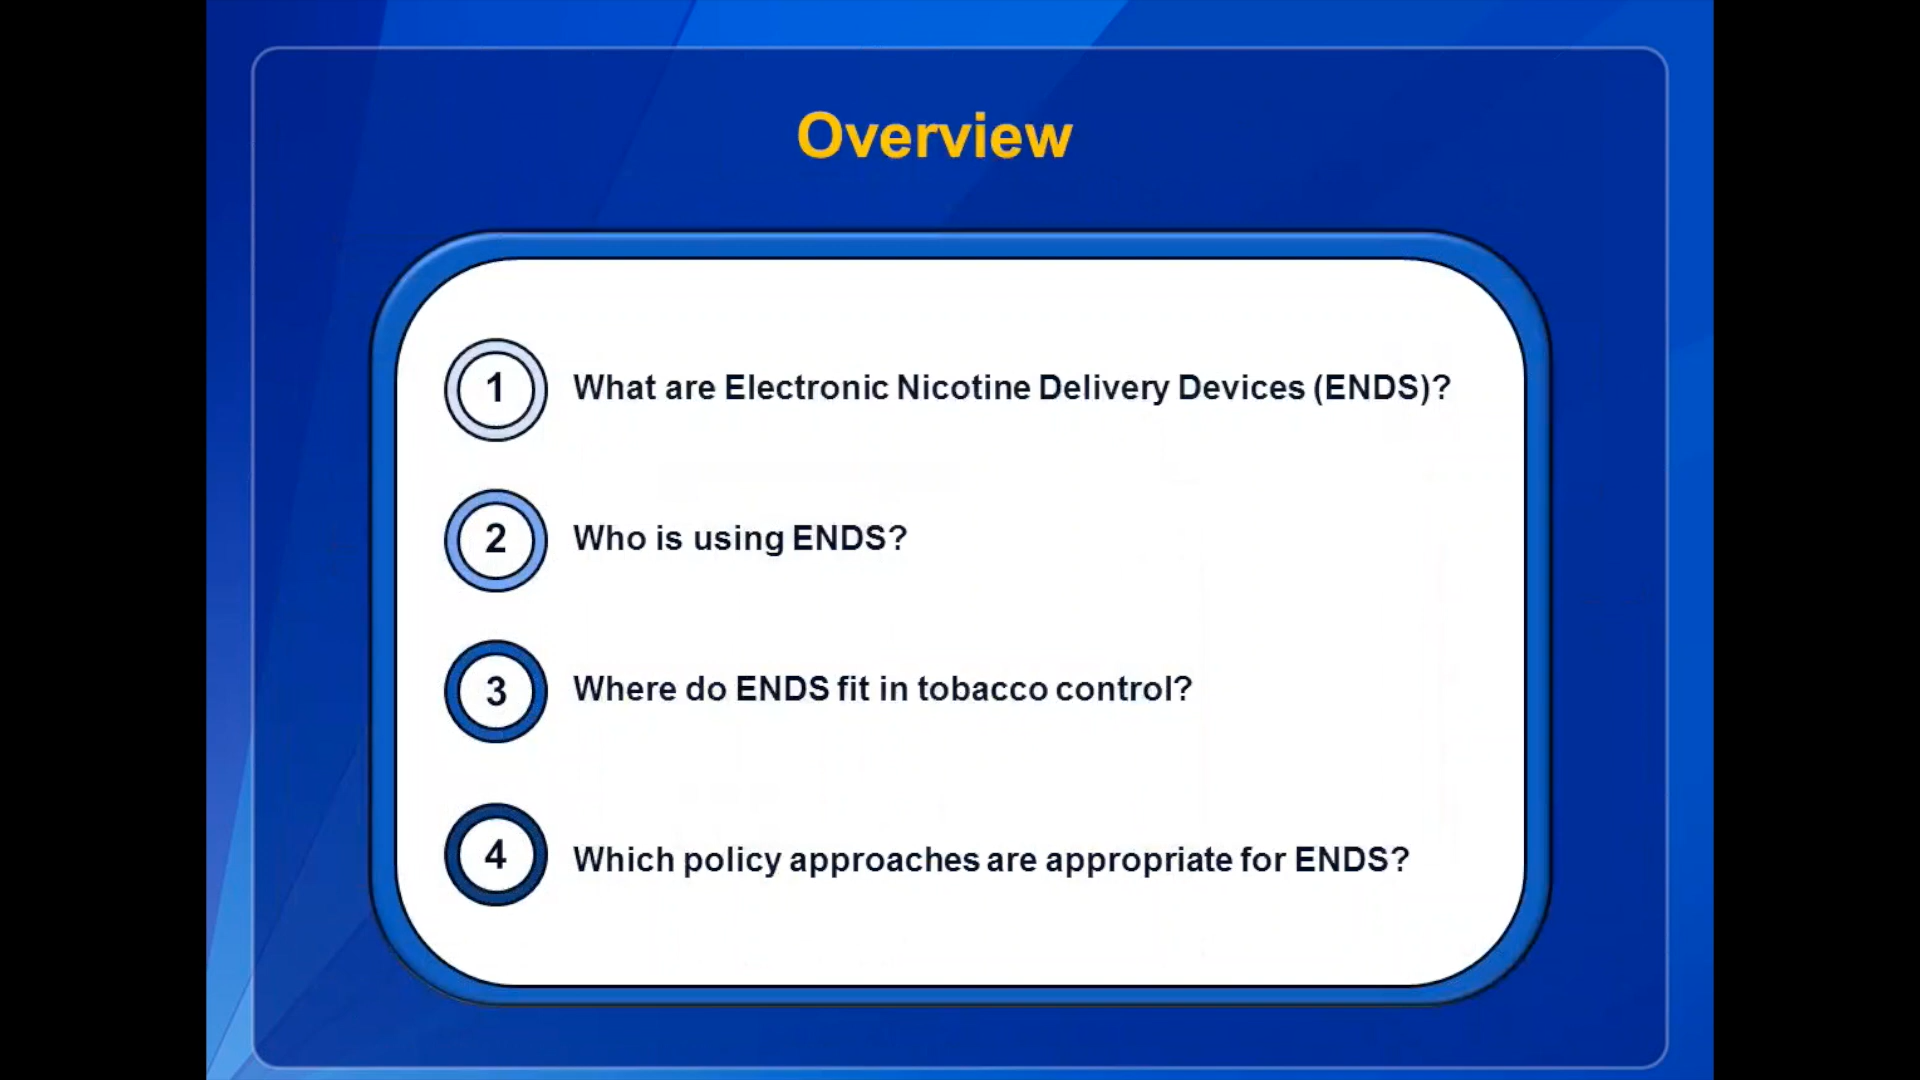 Overview
1 What are Electronic Nicotine Delivery Devices (ENDS)?
2 Who is using ENDS?
3 Where do ENDS fit in tobacco control?
4 Which policy approaches are appropriate for ENDS?